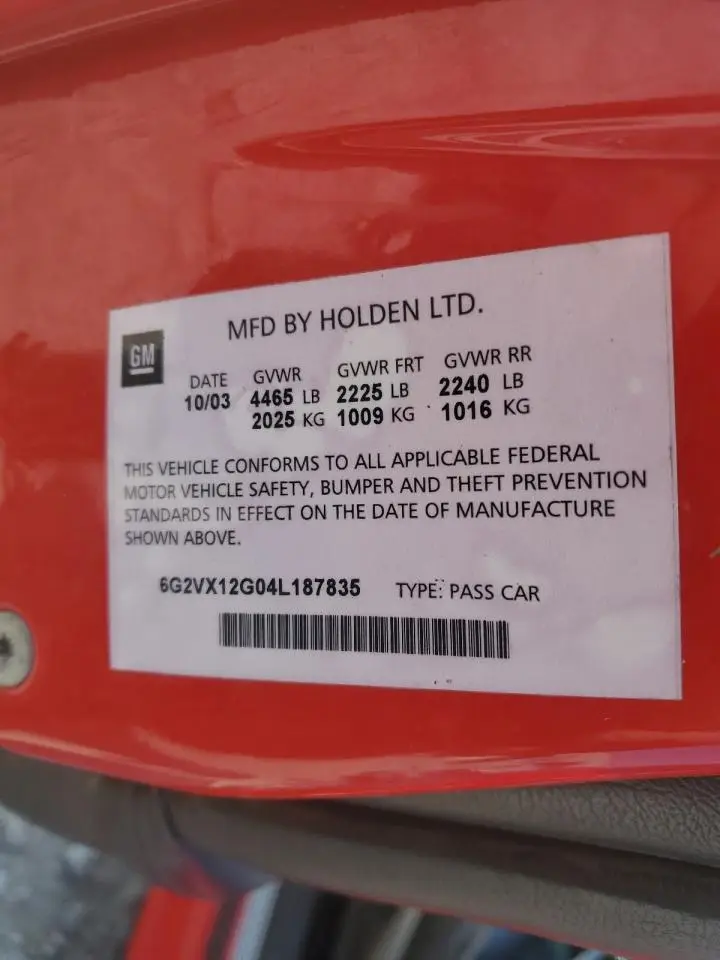 MFD BY HOLDEN LTD.
GM
DATE GVWR GVWR FRT GVWR RR
10/03 4465 LB 2225 LB 2240 LB
2025 KG 1009 KG 1016 KG
THIS VEHICLE CONFORMS TO ALL APPLICABLE FEDERAL
MOTOR VEHICLE SAFETY, BUMPER AND THEFT PREVENTION
STANDARDS IN EFFECT ON THE DATE OF MANUFACTURE
SHOWN ABOVE.
6G2VX12G04L187835 TYPE: PASS CAR